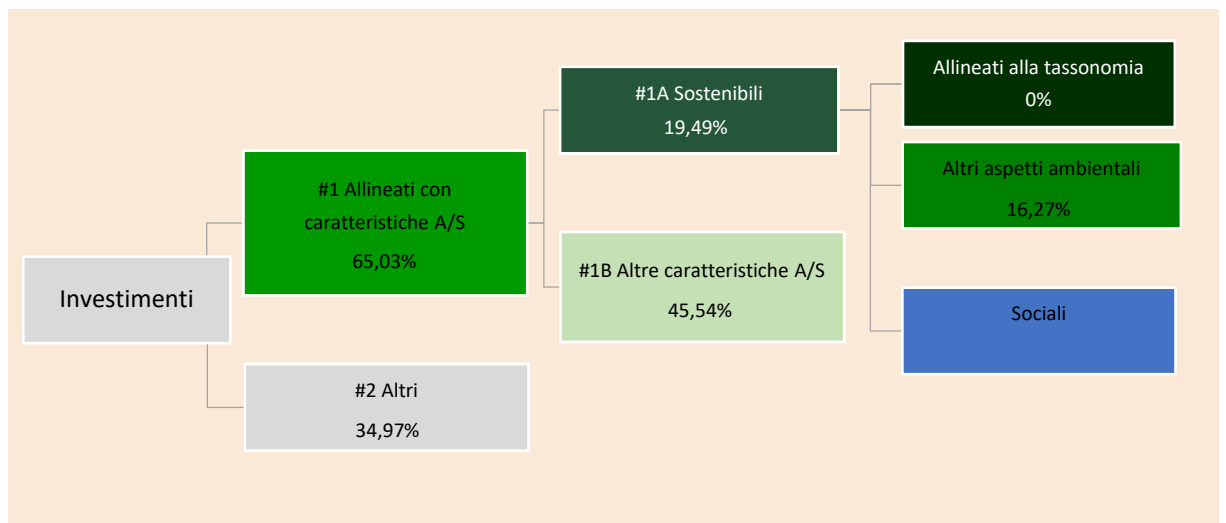 Investimenti
#1 Allineati con
caratteristiche A/S
65,03%
#2 Altri
34,97%
#1A Sostenibili
19,49%
#1B Altre caratteristiche A/S
45,54%
Allineati alla tassonomia
0%
Altri aspetti ambientali
16,27%
Sociali